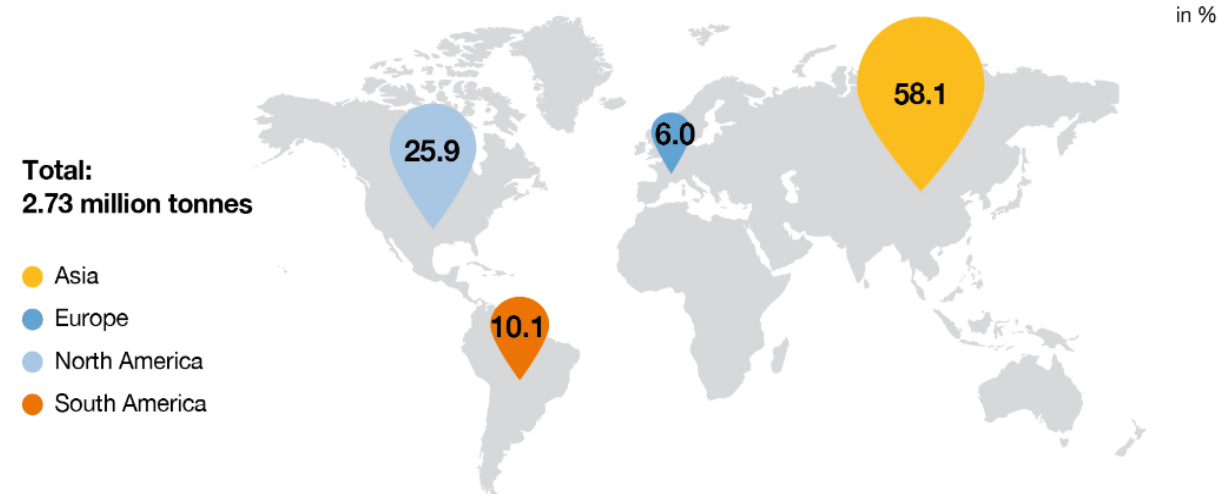 in %
58.1
6.0
25.9
Total:
2.73 million tonnes
Asia
Europe
10.1
North America
South America